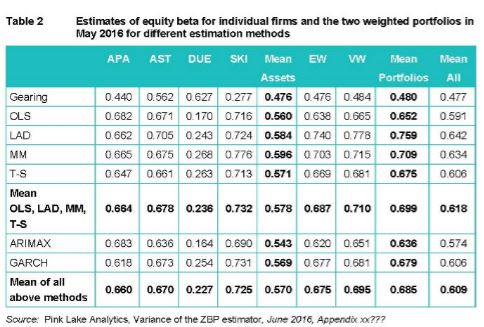 Table 2 Estimates of equity beta for individual firms and the two weighted portfolios in
May 2016 for different estimation methods
APA AST DUE SKI Mean EW VW Mean Mean
Assets Portfolios All
Gearing 0.440 0.562 0.627 0.277 0.476 0.476 0.484 0.480 0.477
OLS 0.682 0.671 0.170 0.716 0.560 0.638 0.665 0.652 0.591
LAD 0.662 0.705 0.243 0.724 0.584 0.740 0.778 0.759 0.642
MM 0.665 0.675 0.268 0.776 0.596 0.703 0.715 0.709 0.634
T-S 0.647 0.661 0.263 0.713 0.571 0.669 0.681 0.675 0.606
Mean
OLS, LAD, MM, 0.664 0.678 0.236 0.732 0.578 0.687 0.710 0.699 0.618
T-S
ARIMAX 0.683 0.636 0.164 0.690 0.543 0.620 0.651 0.636 0.574
GARCH 0.618 0.673 0.254 0.731 0.569 0.677 0.681 0.679 0.606
Mean of all 0.660 0.670 0.227 0.725 0.570 0.675 0.695 0.685 0.609
above methods
Source: Pink Lake Analytics, Variance of the ZBP estimator, June 2016, Appendix xx???